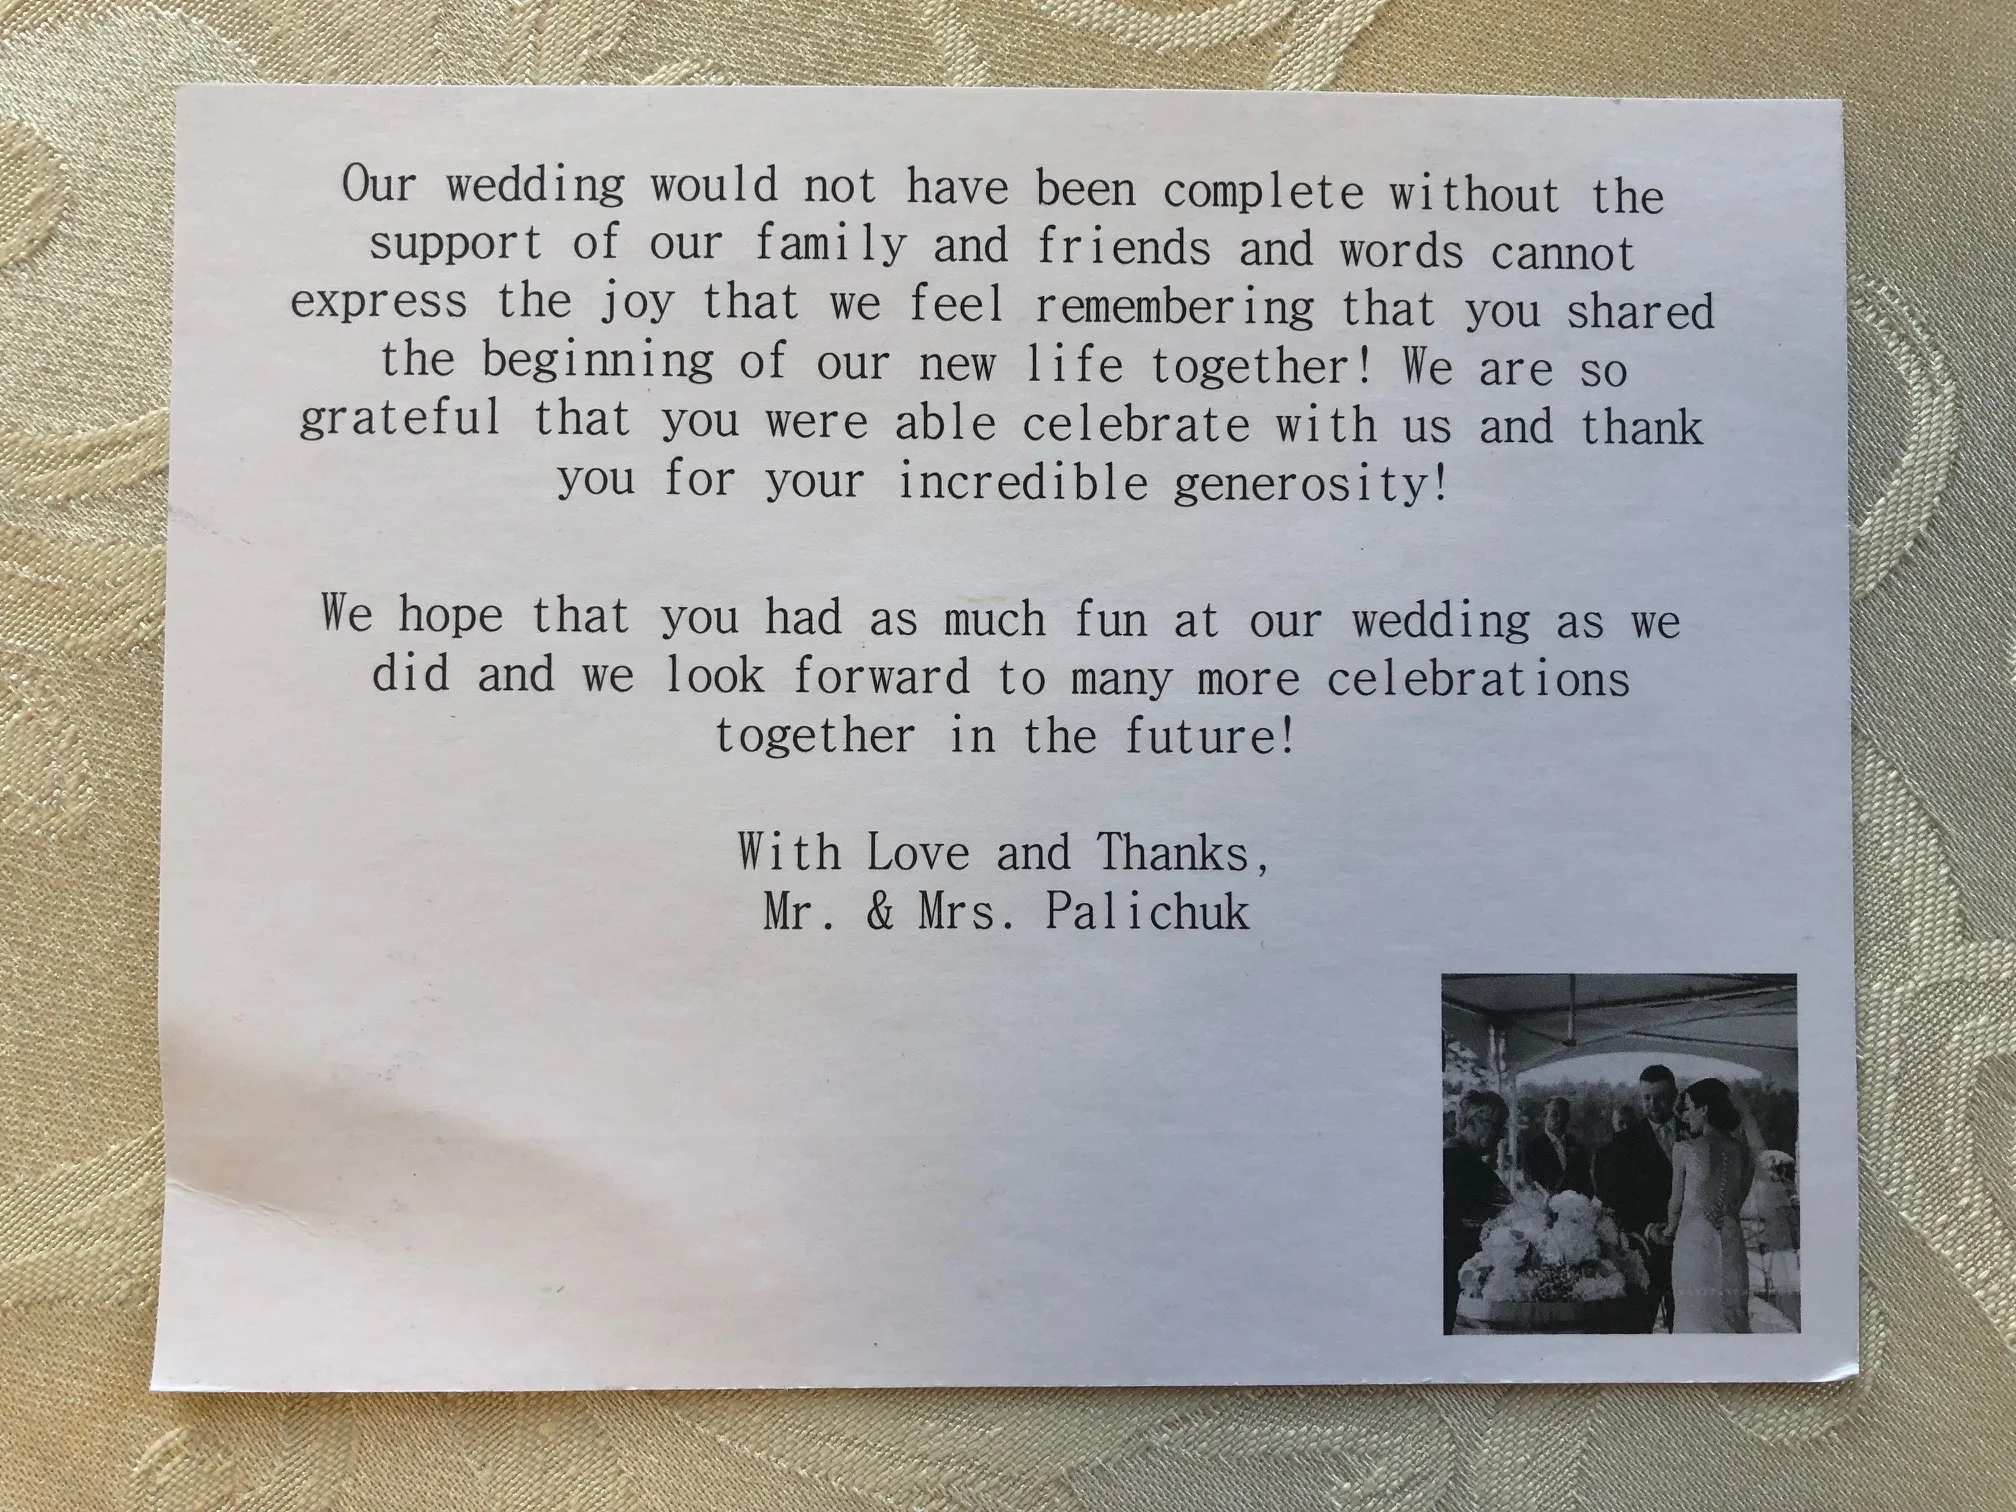 Our wedding would not have been complete without the
support of our family and friends and words cannot
express the joy that we feel remembering that you shared
the beginning of our new life together! We are so
grateful that you were able celebrate with us and thank
you for your incredible generosity!
We hope that you had as much fun at our wedding as we
did and we look forward to many more celebrations
together in the future!
With Love and Thanks,
Mr. & Mrs. Palichuk